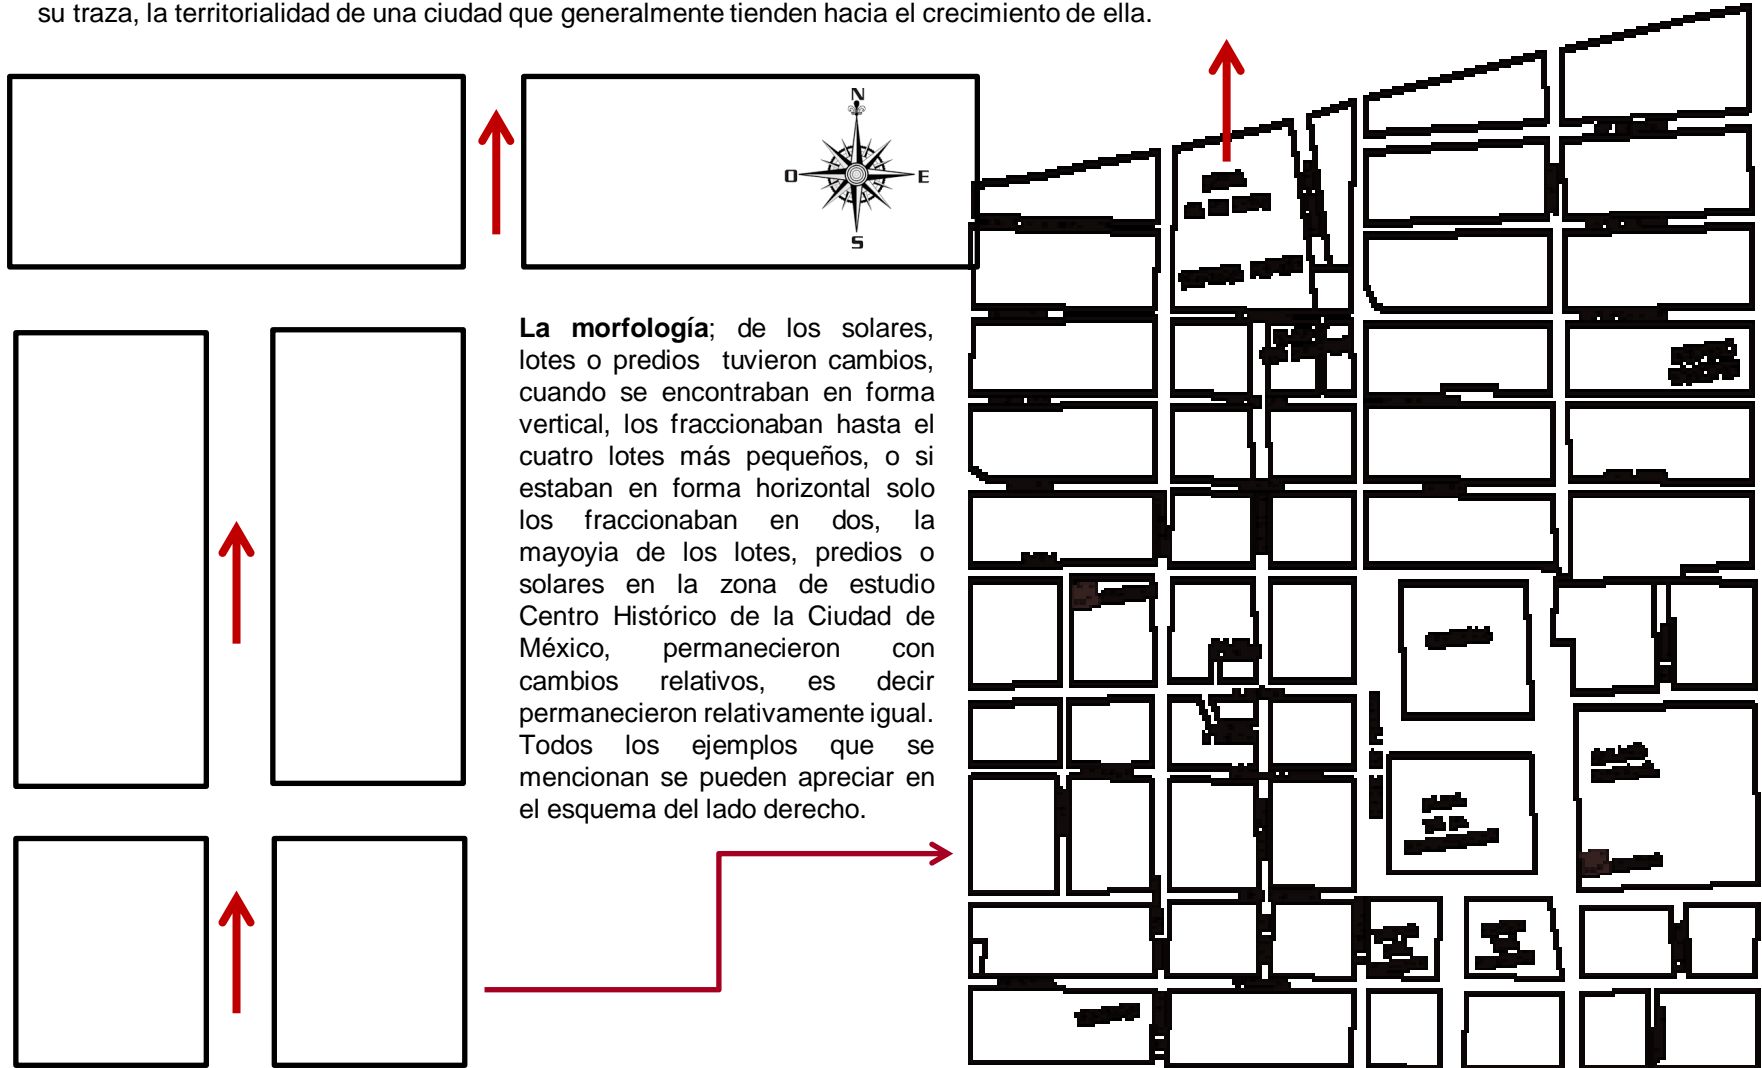 su traza, la territorialidad de una ciudad que generalmente tienden hacia el crecimiento de ella.
N
O
E
S
La morfología; de los solares,
lotes o predios tuvieron cambios,
cuando se encontraban en forma
vertical, los fraccionaban hasta el
cuatro lotes más pequeños, o si
estaban en forma horizontal solo
los fraccionaban en dos, la
mayoyia de los lotes, predios o
solares en la zona de estudio
Centro Histórico de la Ciudad de
México, permanecieron con
cambios relativos, es decir
permanecieron relativamente igual.
Todos los ejemplos que se
mencionan se pueden apreciar en
el esquema del lado derecho.